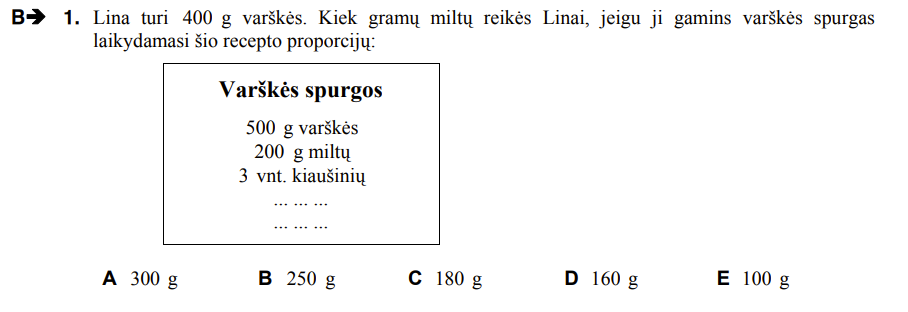 B➔ 1. Lina turi 400 g varškės. Kiek gramų miltų reikės Linai, jeigu ji gamins varškės spurgas
laikydamasi šio recepto proporcijų:
Varškės spurgos
500 g varškės
200 g miltų
3 vnt. kiaušinių
... ... ...
... ... ...
A 300 g B 250 g C 180 g D 160 g E 100 g